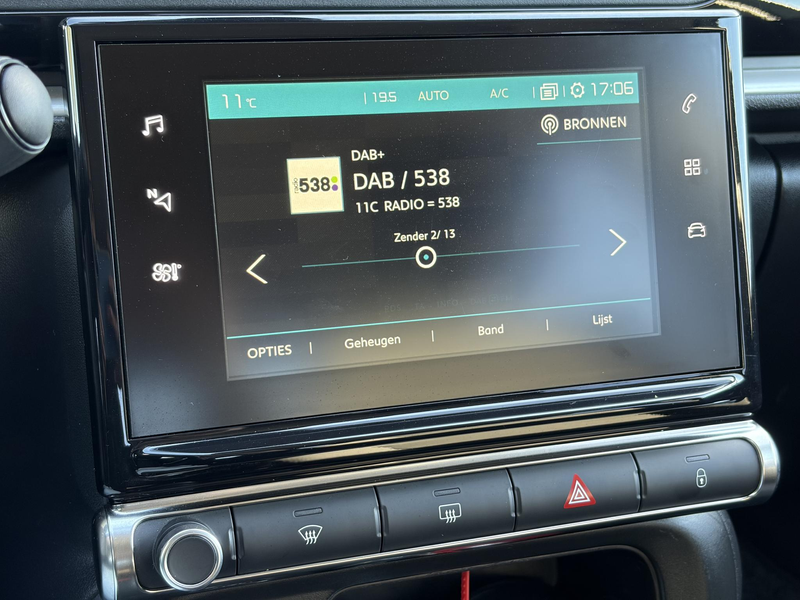 11°C | 19.5 AUTO A/C | | 17:06
BRONNEN
DAB+
radio 538
DAB / 538
11C RADIO = 538
Zender 2/ 13
N
OPTIES | Geheugen | Band | Lijst